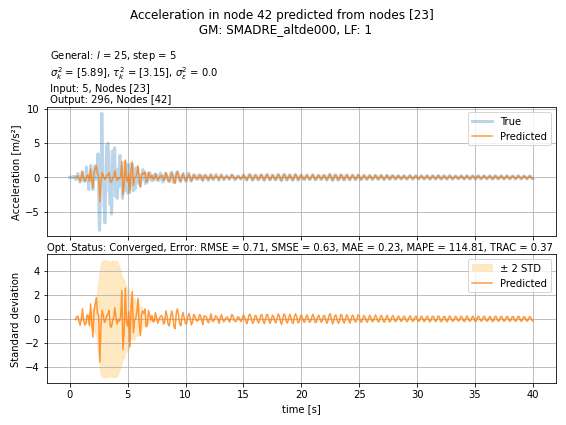 Acceleration in node 42 predicted from nodes [23]
GM: SMADRE_altde000, LF: 1
General: l = 25, step = 5
σ²ₖ = [5.89], τ²ₖ = [3.15], σ²ε = 0.0
Input: 5, Nodes [23]
Output: 296, Nodes [42]
Acceleration [m/s²]
10
5
0
−5
True
Predicted
Opt. Status: Converged, Error: RMSE = 0.71, SMSE = 0.63, MAE = 0.23, MAPE = 114.81, TRAC = 0.37
Standard deviation
4
2
0
−2
−4
± 2 STD
Predicted
0 5 10 15 20 25 30 35 40
time [s]